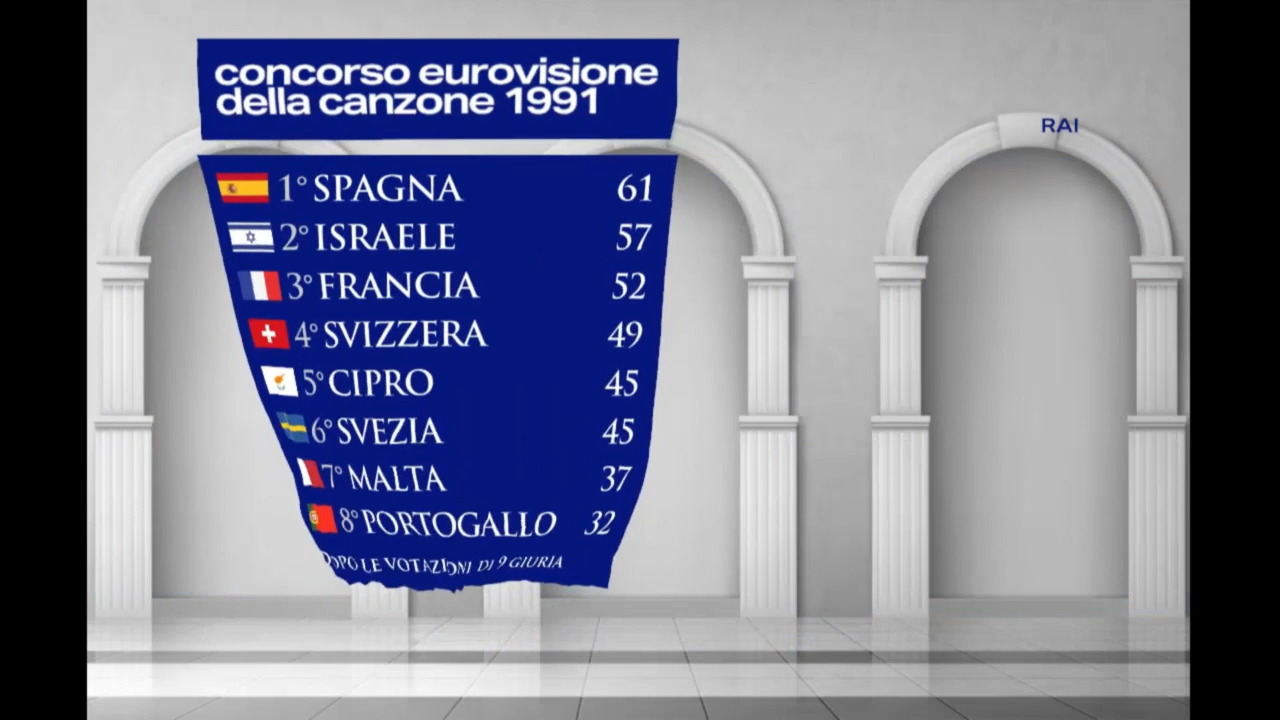 concorso eurovisione
della canzone 1991
RAI
1° SPAGNA 61
2° ISRAELE 57
3° FRANCIA 52
4° SVIZZERA 49
5° CIPRO 45
6° SVEZIA 45
7° MALTA 37
8° PORTOGALLO 32
DOPO LE VOTAZIONI DI 9 GIURIA